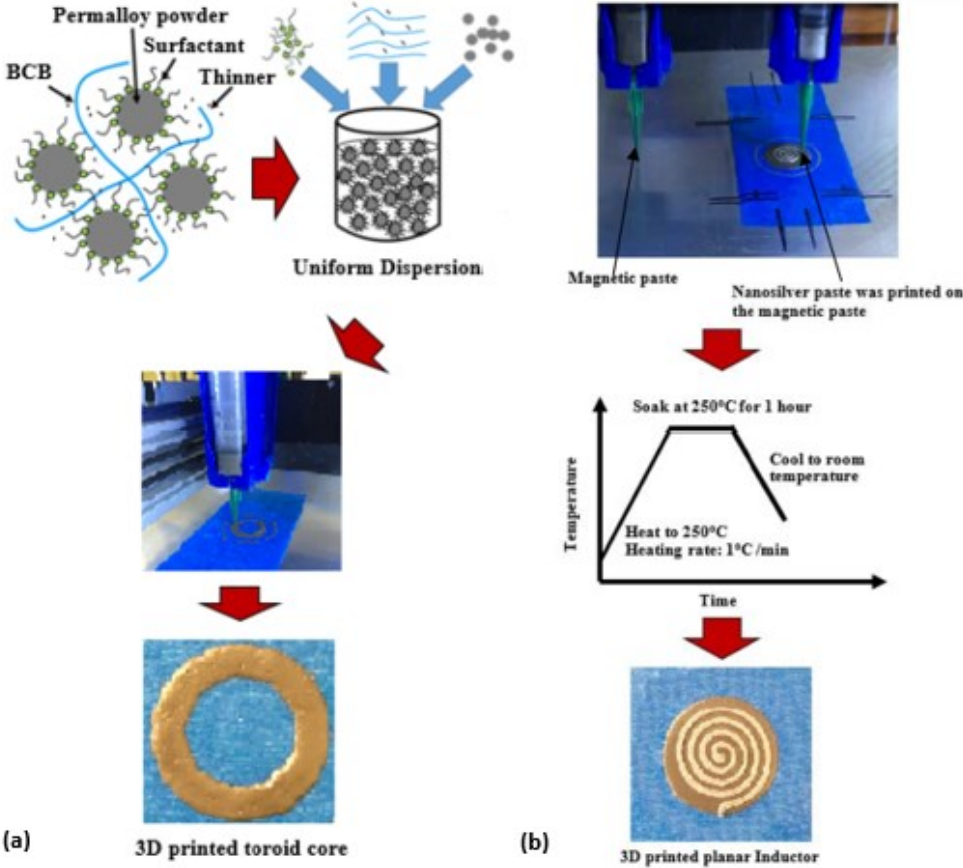 Permalloy powder
Surfactant
BCB
Thinner
Uniform Dispersion
Magnetic paste
Nanosilver paste was printed on
the magnetic paste
Soak at 250°C for 1 hour
Cool to room
temperature
Temperature
Heat to 250°C
Heating rate: 1°C /min
Time
(a)
3D printed toroid core
(b)
3D printed planar Inductor